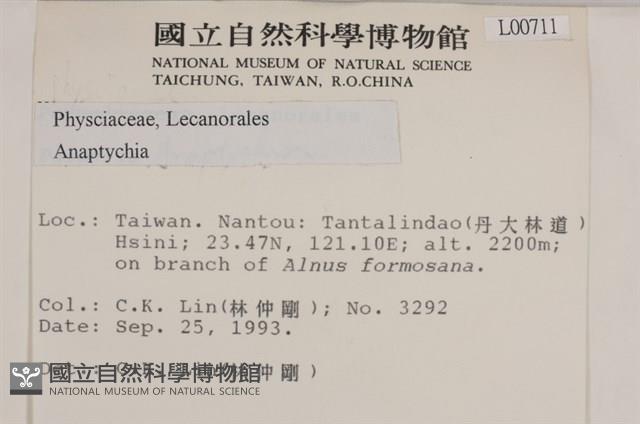 國立自然科學博物館
L00711
NATIONAL MUSEUM OF NATURAL SCIENCE
TAICHUNG, TAIWAN, R.O.CHINA
Physciaceae, Lecanorales
Anaptychia
Loc.: Taiwan. Nantou: Tantalindao(丹大林道)
Hsini; 23.47N, 121.10E; alt. 2200m;
on branch of Alnus formosana.
Col.: C.K. Lin(林仲剛); No. 3292
Date: Sep. 25, 1993.
仲剛)
國立自然科學博物館
NATIONAL MUSEUM OF NATURAL SCIENCE